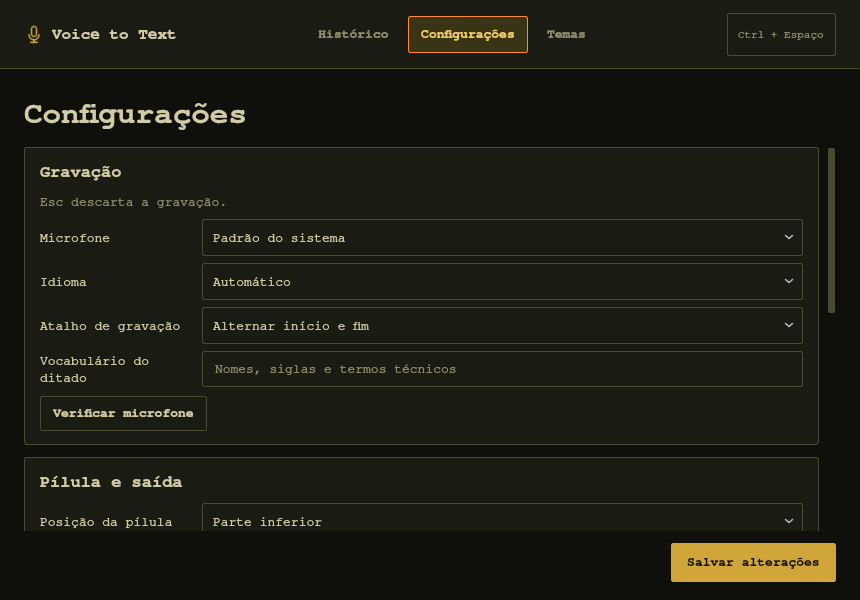 Voice to Text
Histórico
Configurações
Temas
Ctrl + Espaço
Configurações
Gravação
Esc descarta a gravação.
Microfone
Padrão do sistema
Idioma
Automático
Atalho de gravação
Alternar início e fim
Vocabulário do
ditado
Nomes, siglas e termos técnicos
Verificar microfone
Pílula e saída
Posição da pílula
Parte inferior
Salvar alterações